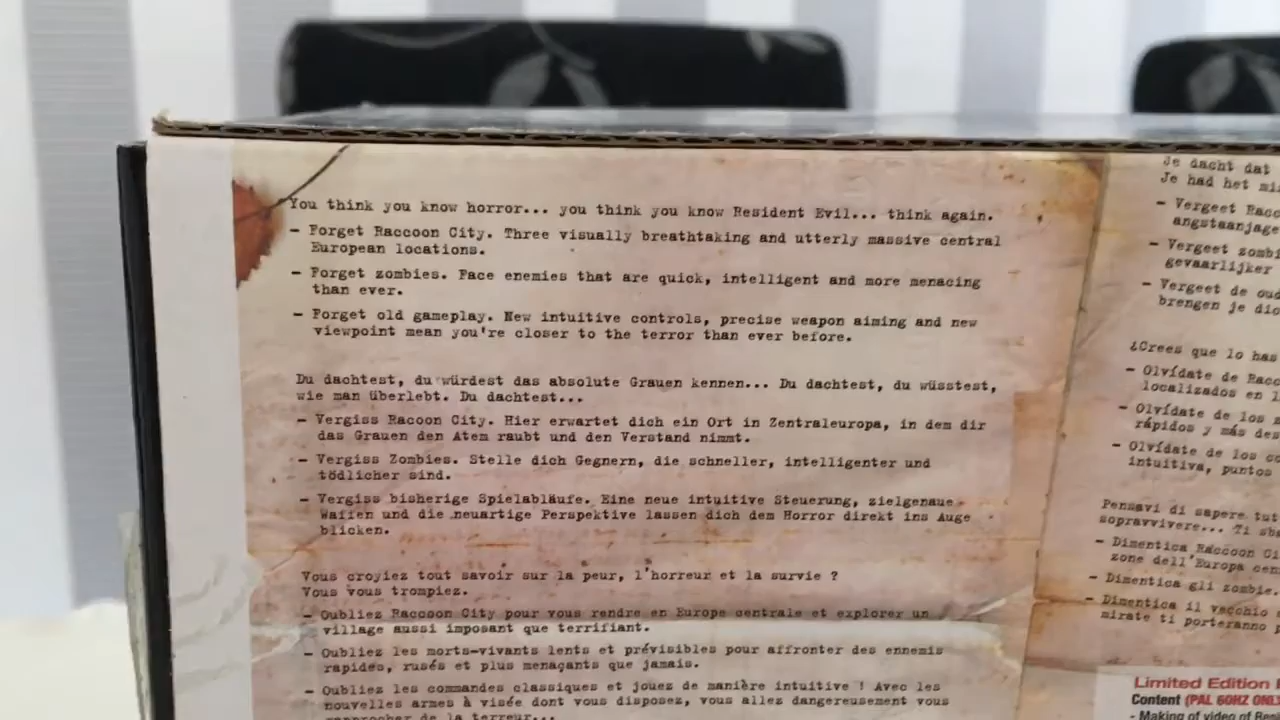 You think you know horror... you think you know Resident Evil... think again.
- Forget Raccoon City. Three visually breathtaking and utterly massive central
European locations.
- Forget zombies. Face enemies that are quick, intelligent and more menacing
than ever.
- Forget old gameplay. New intuitive controls, precise weapon aiming and new
viewpoint mean you're closer to the terror than ever before.
Du dachtest, du würdest das absolute Grauen kennen... Du dachtest, du wüsstest,
wie man überlebt. Du dachtest...
- Vergiss Racoon City. Hier erwartet dich ein Ort in Zentraleuropa, in dem dir
das Grauen den Atem raubt und den Verstand nimmt.
- Vergiss Zombies. Stelle dich Gegnern, die schneller, intelligenter und
tödlicher sind.
- Vergiss bisherige Spielabläufe. Eine neue intuitive Steuerung, zielgenaue
Waffen und die neuartige Perspektive lassen dich dem Horror direkt ins Auge
blicken.
Vous croyiez tout savoir sur la peur, l'horreur et la survie ?
Vous vous trompiez.
- Oubliez Raccoon City pour vous rendre en Europe centrale et explorer un
village aussi imposant que terrifiant.
- Oubliez les morts-vivants lents et prévisibles pour affronter des ennemis
rapides, rusés et plus menaçants que jamais.
- Oubliez les commandes classiques et jouez de manière intuitive ! Avec les
nouvelles armes à visée dont vous disposez, vous allez dangereusement vous
rapprocher de la terreur...
Je dacht dat
Je had het
- Vergeet
angstaanjage
- Vergeet zombi
gevaarlijker
- Vergeet de
brengen je
¿Crees que lo has
- Olvídate de
localizados en
- Olvídate de los
rápidos y más
- Olvídate de los
intuitiva, puntos
Pensavi di sapere
sopravvivere... Ti
- Dimentica Raccoon
zone dell'Europa
- Dimentica gli zombie.
- Dimentica il vecchio
mirate ti porteranno
Limited Edition
Content (PAL 60HZ
- Making of video of